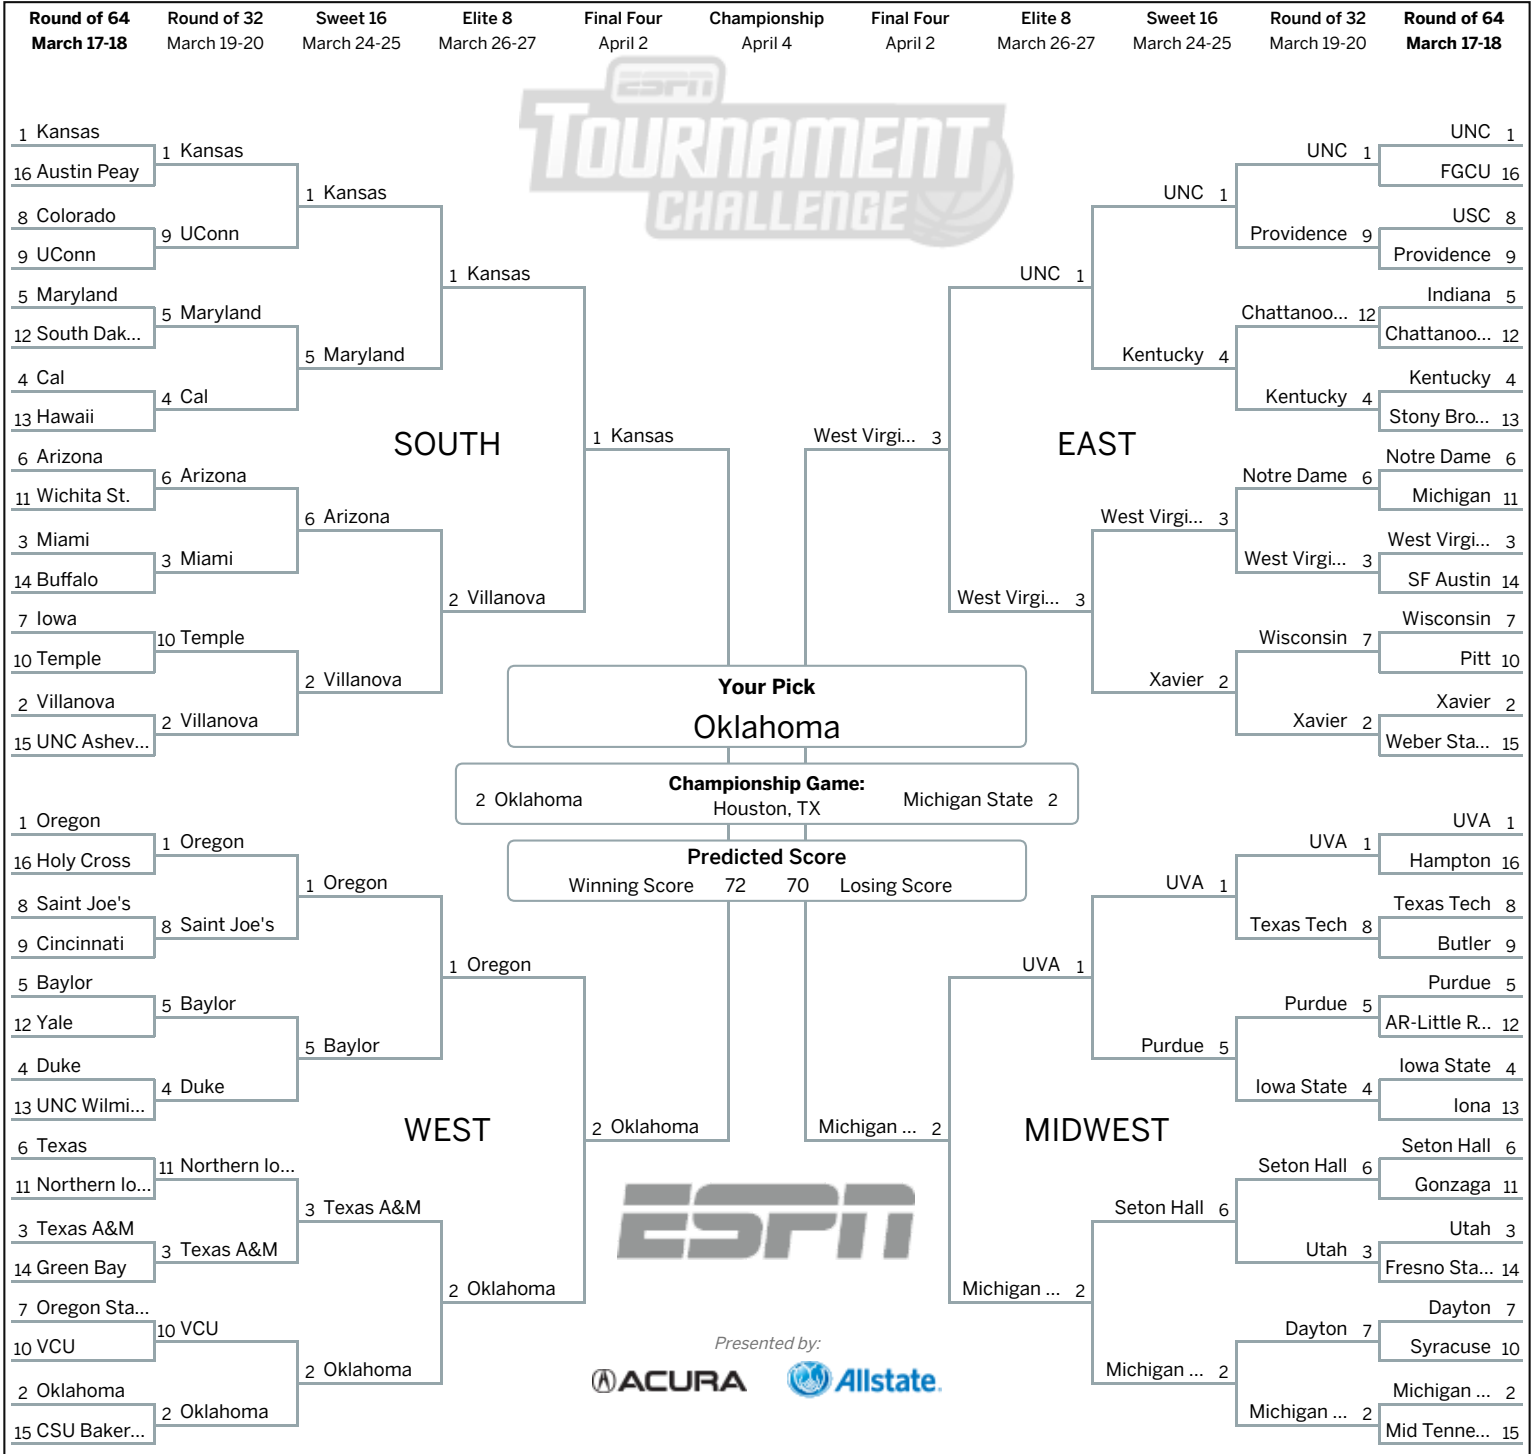 Round of 64 Round of 32 Sweet 16 Elite 8 Final Four Championship Final Four Elite 8 Sweet 16 Round of 32 Round of 64
March 17-18 March 19-20 March 24-25 March 26-27 April 2 April 4 April 2 March 26-27 March 24-25 March 19-20 March 17-18
ESPN
TOURNAMENT
CHALLENGE
1 Kansas
16 Austin Peay
8 Colorado
9 UConn
5 Maryland
12 South Dak...
4 Cal
13 Hawaii
6 Arizona
11 Wichita St.
3 Miami
14 Buffalo
7 Iowa
10 Temple
2 Villanova
15 UNC Ashev...
1 Kansas
9 UConn
5 Maryland
4 Cal
6 Arizona
3 Miami
10 Temple
2 Villanova
1 Kansas
5 Maryland
6 Arizona
2 Villanova
1 Kansas
2 Villanova
1 Kansas
SOUTH
UNC 1
FGCU 16
USC 8
Providence 9
Indiana 5
Chattanoo... 12
Kentucky 4
Stony Bro... 13
Notre Dame 6
Michigan 11
West Virgi... 3
SF Austin 14
Wisconsin 7
Pitt 10
Xavier 2
Weber Sta... 15
UNC 1
Providence 9
Chattanoo... 12
Kentucky 4
Notre Dame 6
West Virgi... 3
Wisconsin 7
Xavier 2
UNC 1
Kentucky 4
West Virgi... 3
Xavier 2
UNC 1
West Virgi... 3
West Virgi... 3
EAST
Your Pick
Oklahoma
Championship Game:
2 Oklahoma Houston, TX Michigan State 2
Predicted Score
Winning Score 72 70 Losing Score
1 Oregon
16 Holy Cross
8 Saint Joe's
9 Cincinnati
5 Baylor
12 Yale
4 Duke
13 UNC Wilmi...
6 Texas
11 Northern Io...
3 Texas A&M
14 Green Bay
7 Oregon Sta...
10 VCU
2 Oklahoma
15 CSU Baker...
1 Oregon
8 Saint Joe's
5 Baylor
4 Duke
11 Northern Io...
3 Texas A&M
10 VCU
2 Oklahoma
1 Oregon
5 Baylor
3 Texas A&M
2 Oklahoma
1 Oregon
2 Oklahoma
2 Oklahoma
WEST
UVA 1
Hampton 16
Texas Tech 8
Butler 9
Purdue 5
AR-Little R... 12
Iowa State 4
Iona 13
Seton Hall 6
Gonzaga 11
Utah 3
Fresno Sta... 14
Dayton 7
Syracuse 10
Michigan ... 2
Mid Tenne... 15
UVA 1
Texas Tech 8
Purdue 5
Iowa State 4
Seton Hall 6
Utah 3
Dayton 7
Michigan ... 2
UVA 1
Purdue 5
Seton Hall 6
Michigan ... 2
UVA 1
Michigan ... 2
Michigan ... 2
MIDWEST
ESPN
Presented by:
ACURA Allstate.